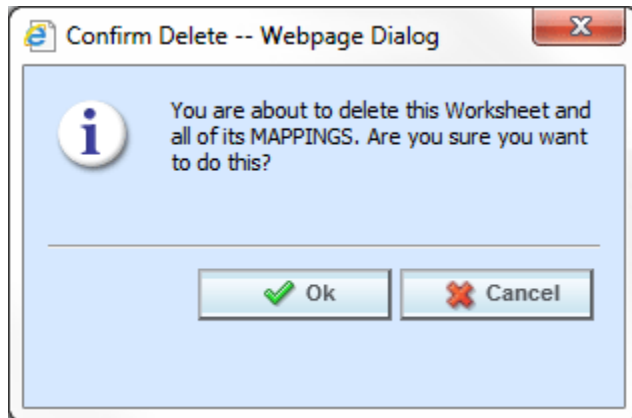 Confirm Delete -- Webpage Dialog
You are about to delete this Worksheet and
all of its MAPPINGS. Are you sure you want
to do this?
Ok
Cancel